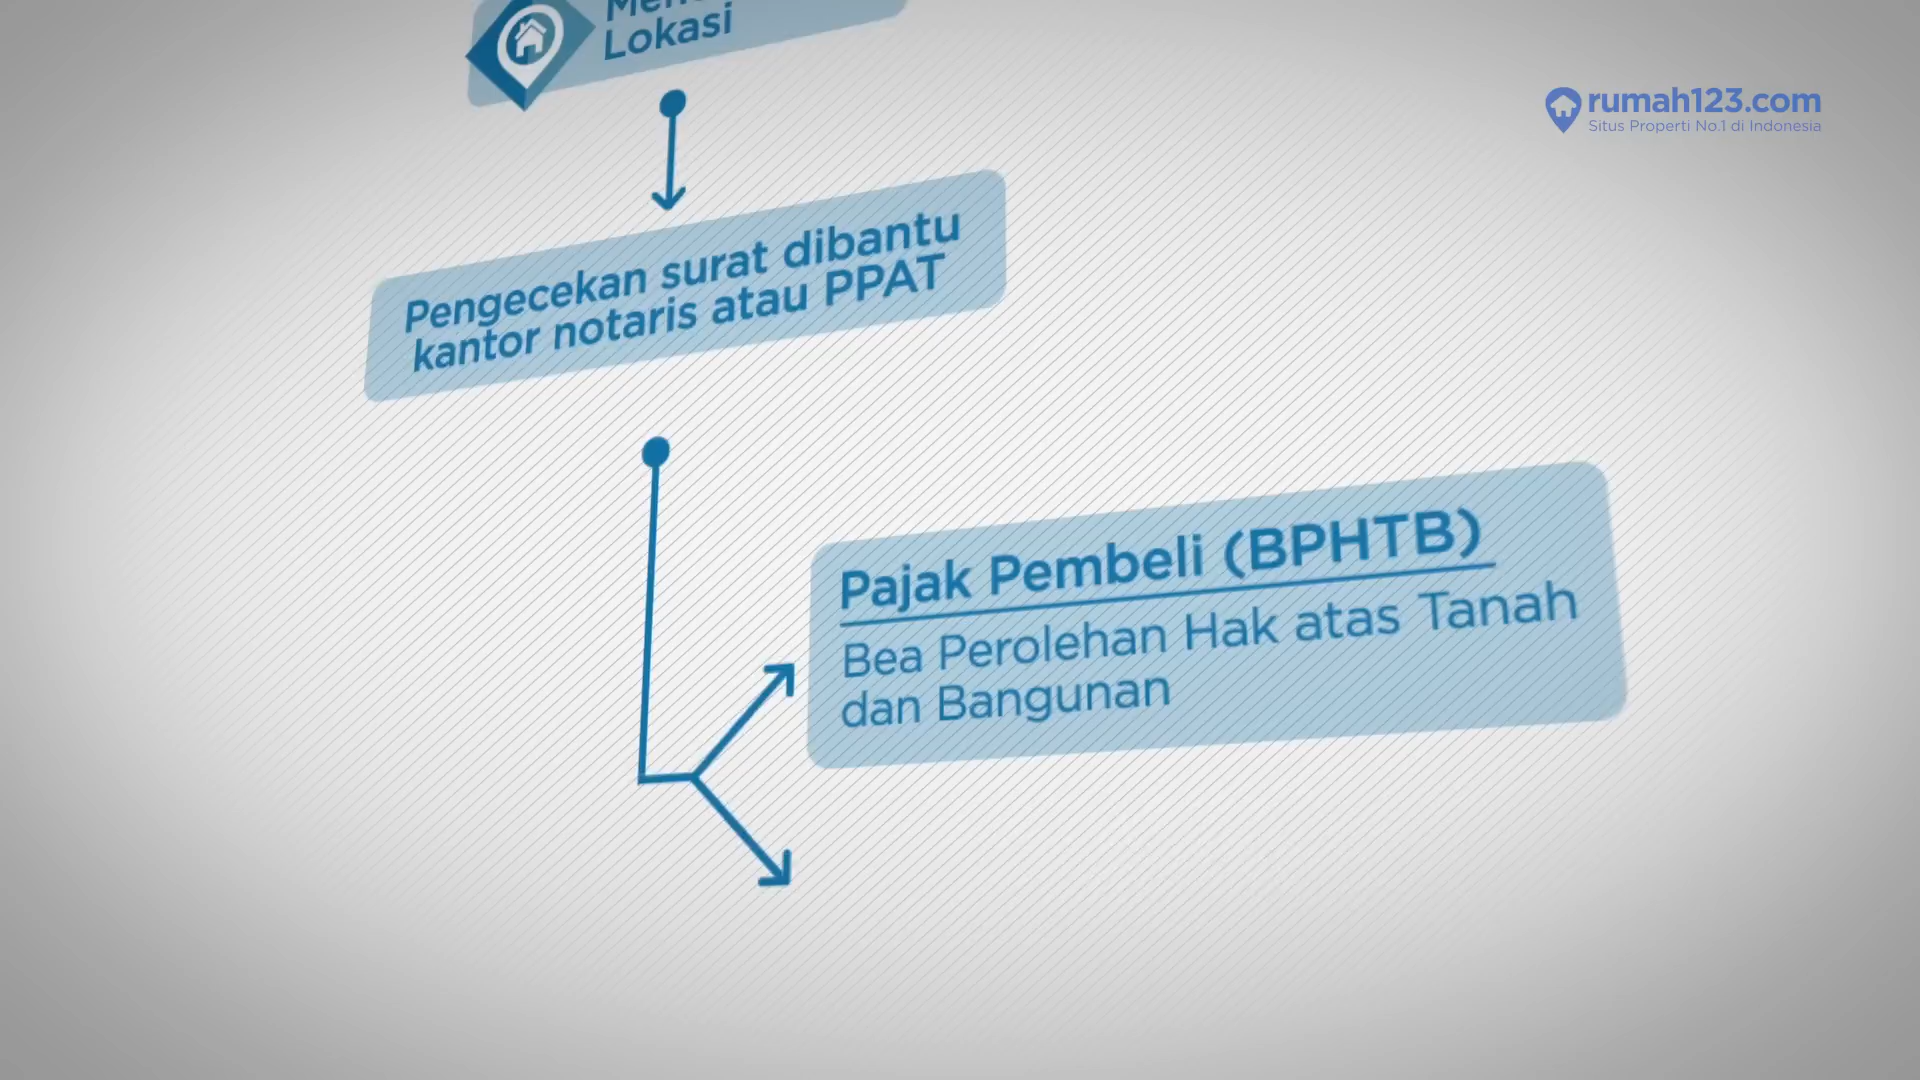 Lokasi
rumah123.com
Situs Properti No.1 di Indonesia
Pengecekan surat dibantu
kantor notaris atau PPAT
Pajak Pembeli (BPHTB)
Bea Perolehan Hak atas Tanah
dan Bangunan